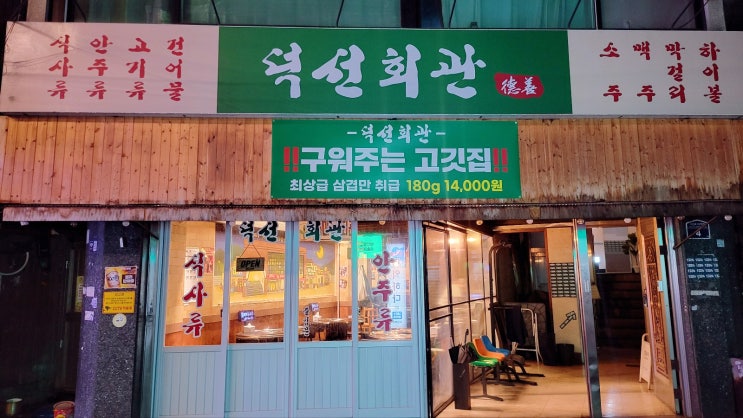 식사류
안주류
고기류
건어물
덕선회관
德善
소주
맥주
막걸리
하이볼
-덕선회관-
!!구워주는 고깃집!!
최상급 삼겹만 취급 180g 14,000원
덕선회관
식사류
OPEN
안주류